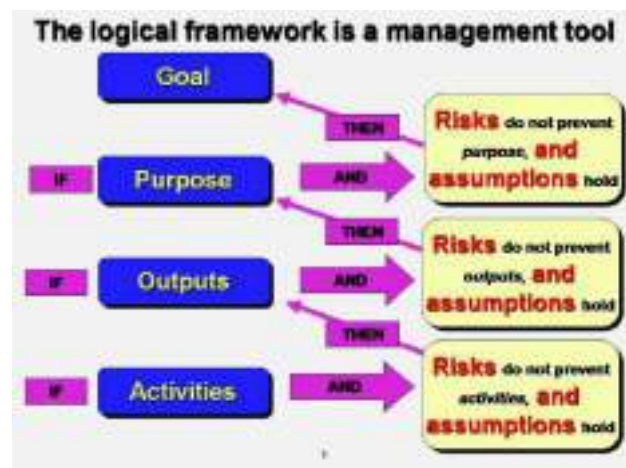 The logical framework is a management tool
Goal
THEN
Risks do not prevent
purpose, and
assumptions hold
IF
Purpose
AND
THEN
Risks do not prevent
outputs, and
assumptions hold
IF
Outputs
AND
THEN
Risks do not prevent
activities, and
assumptions hold
IF
Activities
AND